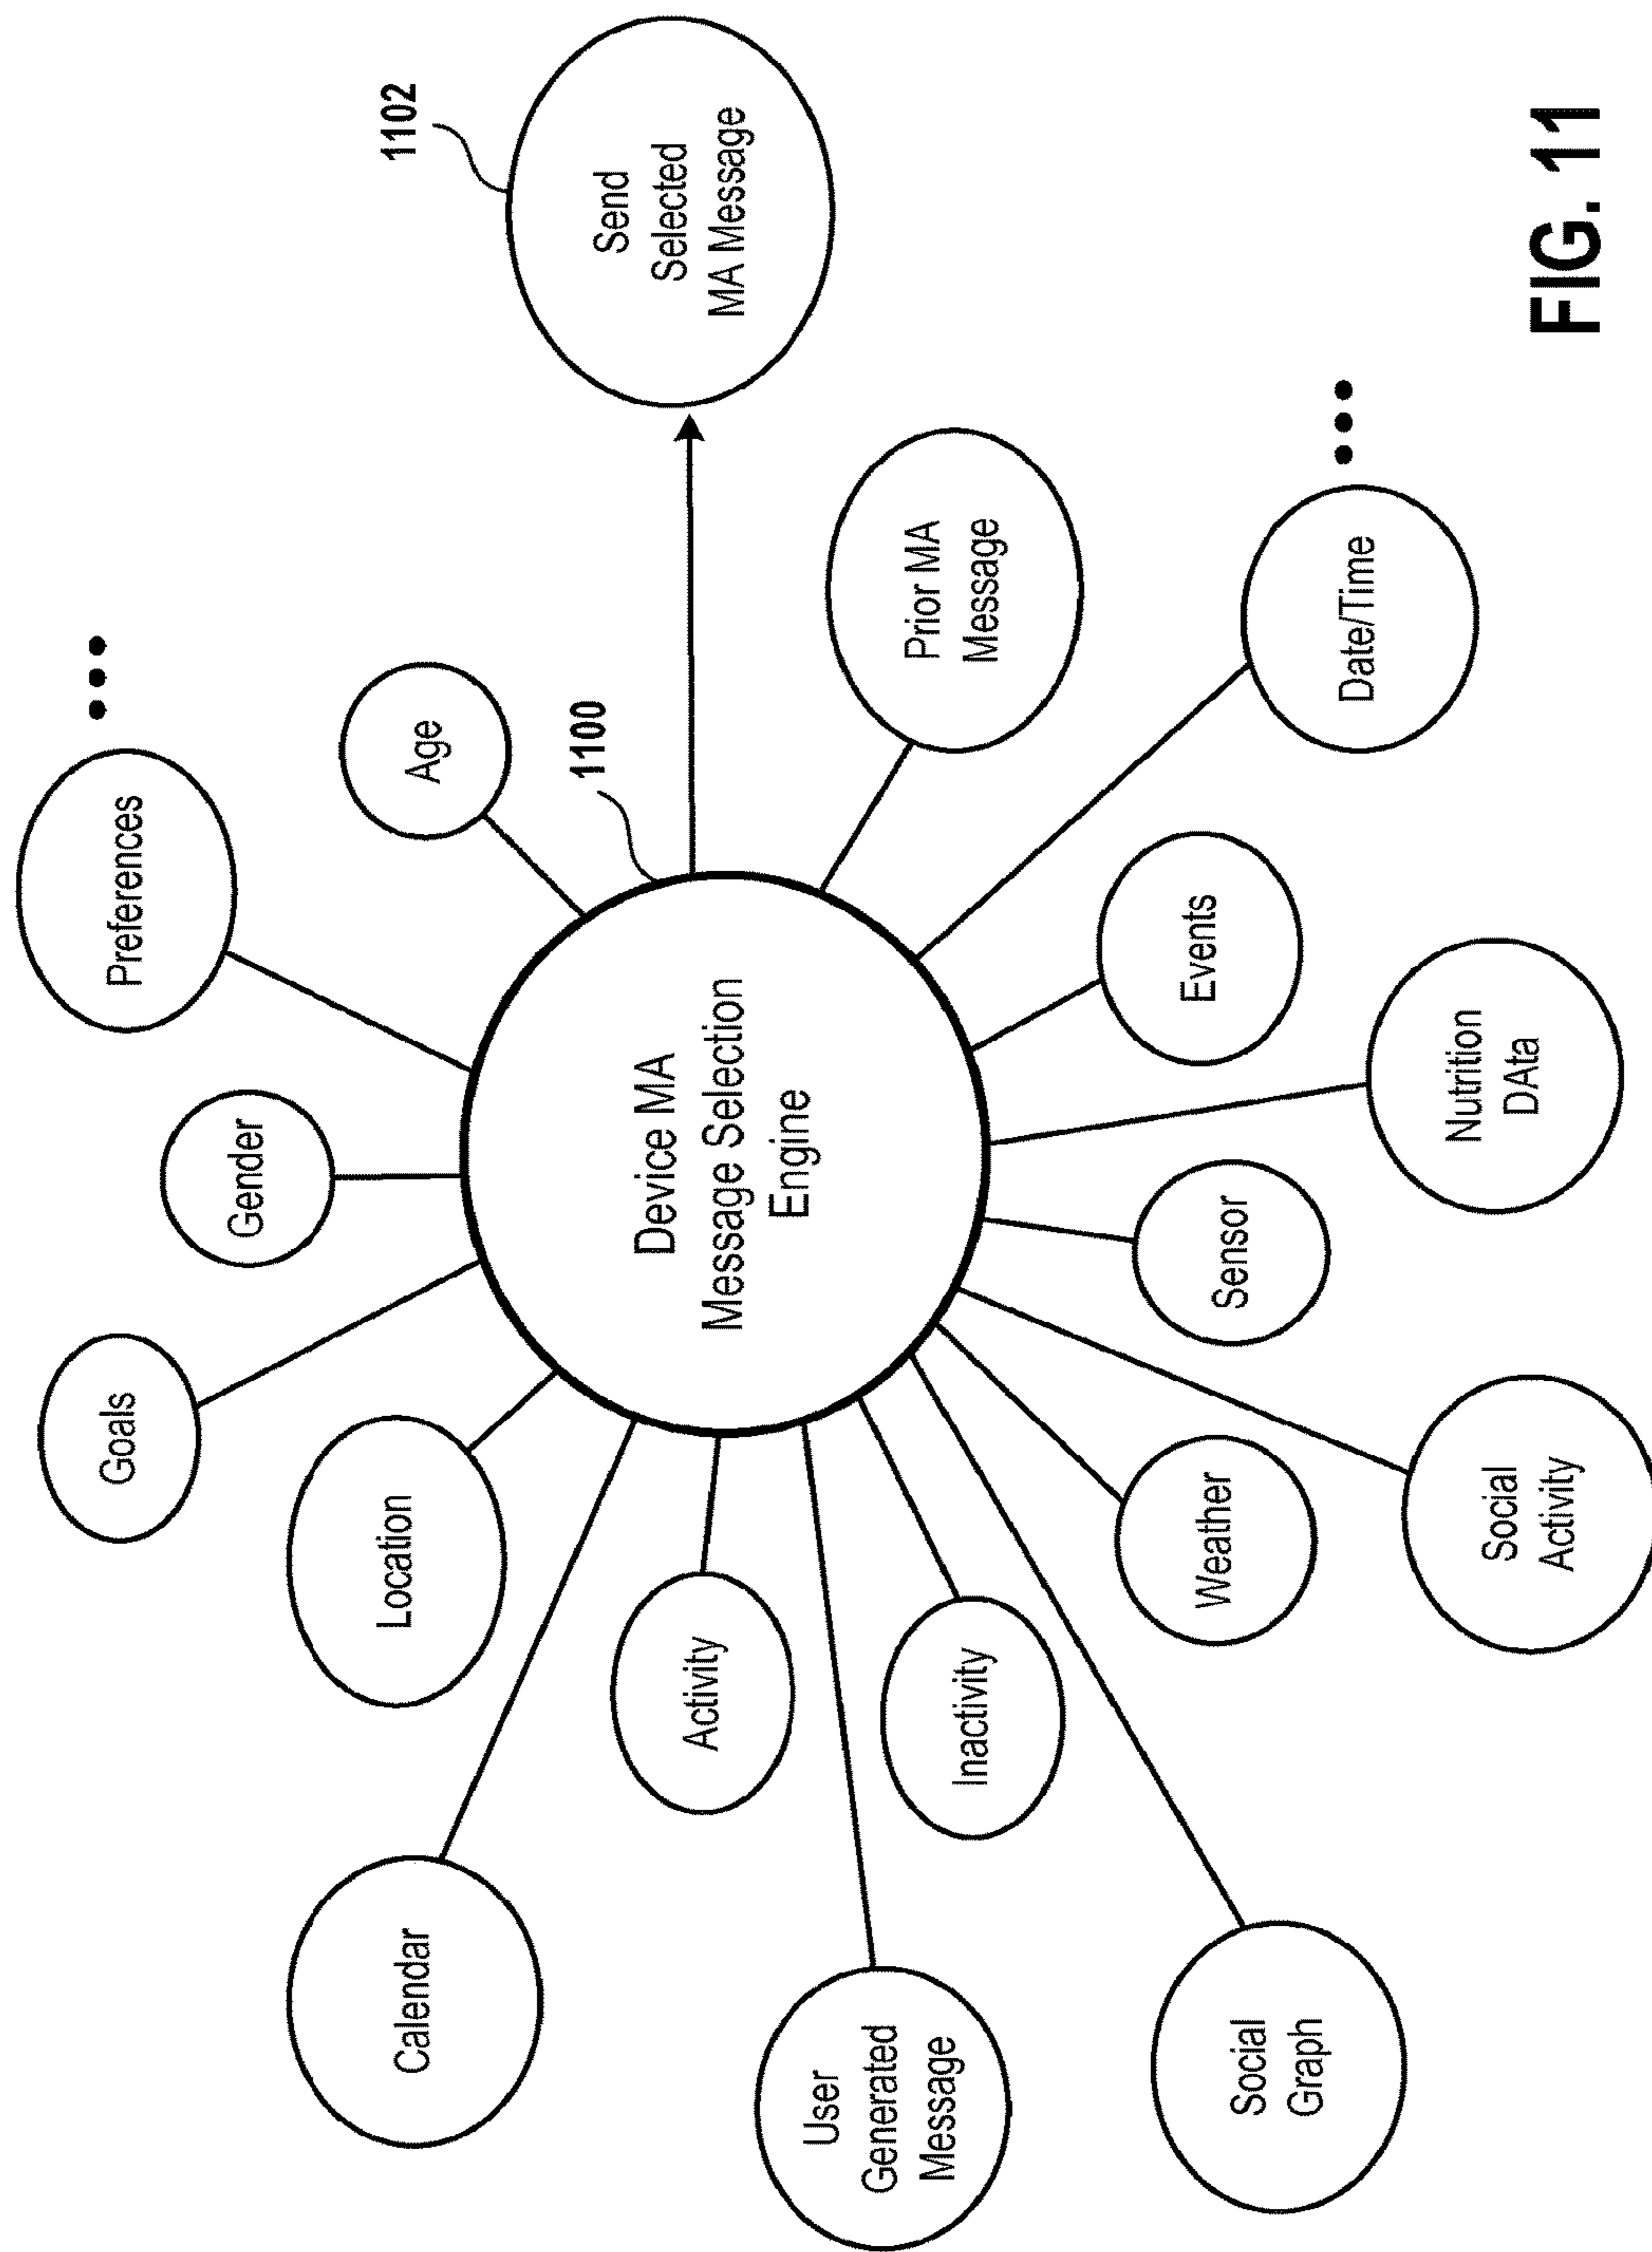 Preferences
Age
Gender
Goals
Location
Calendar
Activity
User
Generated
Message
Inactivity
Social
Graph
Weather
Social
Activity
Sensor
Nutrition
DAta
Events
Date/Time
Prior MA
Message
Device MA
Message Selection
Engine
1100
Send
Selected
MA Message
1102
•••
•••
FIG. 11